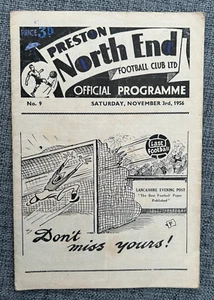 PRICE 3D
PRESTON
North End
FOOTBALL CLUB LTD
OFFICIAL PROGRAMME
No. 9
SATURDAY, NOVEMBER 3rd, 1956
Last Football
LANCASHIRE EVENING POST
"The Best Football Paper
Published"
"Don't
miss yours!